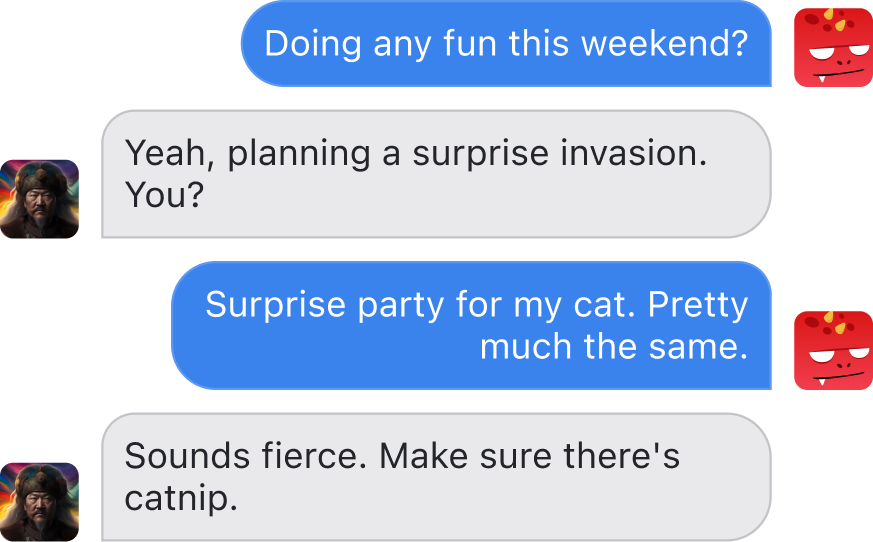 Doing any fun this weekend?
Yeah, planning a surprise invasion.
You?
Surprise party for my cat. Pretty
much the same.
Sounds fierce. Make sure there's
catnip.